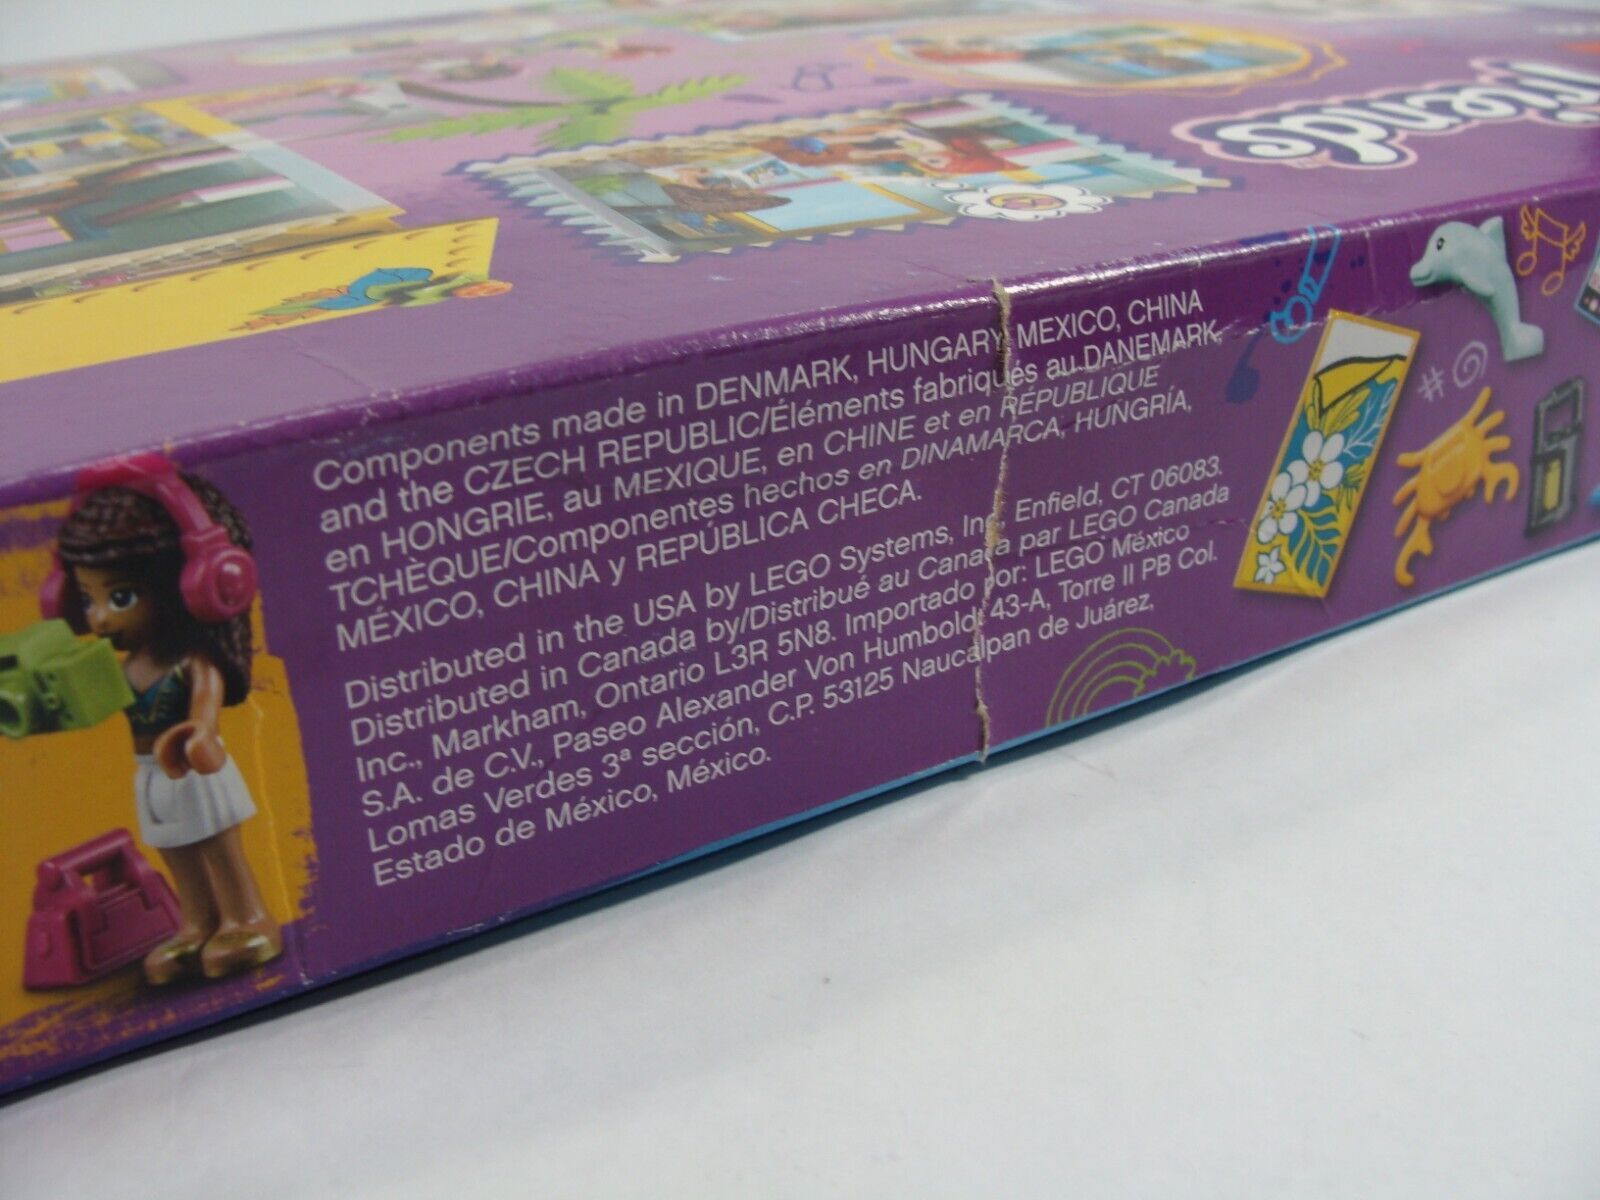 Friends
Components made in DENMARK, HUNGARY, MEXICO, CHINA
and the CZECH REPUBLIC/Éléments fabriqués au DANEMARK,
en HONGRIE, au MEXIQUE, en CHINE et en RÉPUBLIQUE
TCHÈQUE/Componentes hechos en DINAMARCA, HUNGRÍA,
MÉXICO, CHINA y REPÚBLICA CHECA.
Distributed in the USA by LEGO Systems, Inc., Enfield, CT 06083.
Distributed in Canada by/Distribué au Canada par LEGO Canada
Inc., Markham, Ontario L3R 5N8. Importado por: LEGO México
S.A. de C.V., Paseo Alexander Von Humboldt 43-A, Torre II PB Col.
Lomas Verdes 3ª sección, C.P. 53125 Naucalpan de Juárez,
Estado de México, México.
#